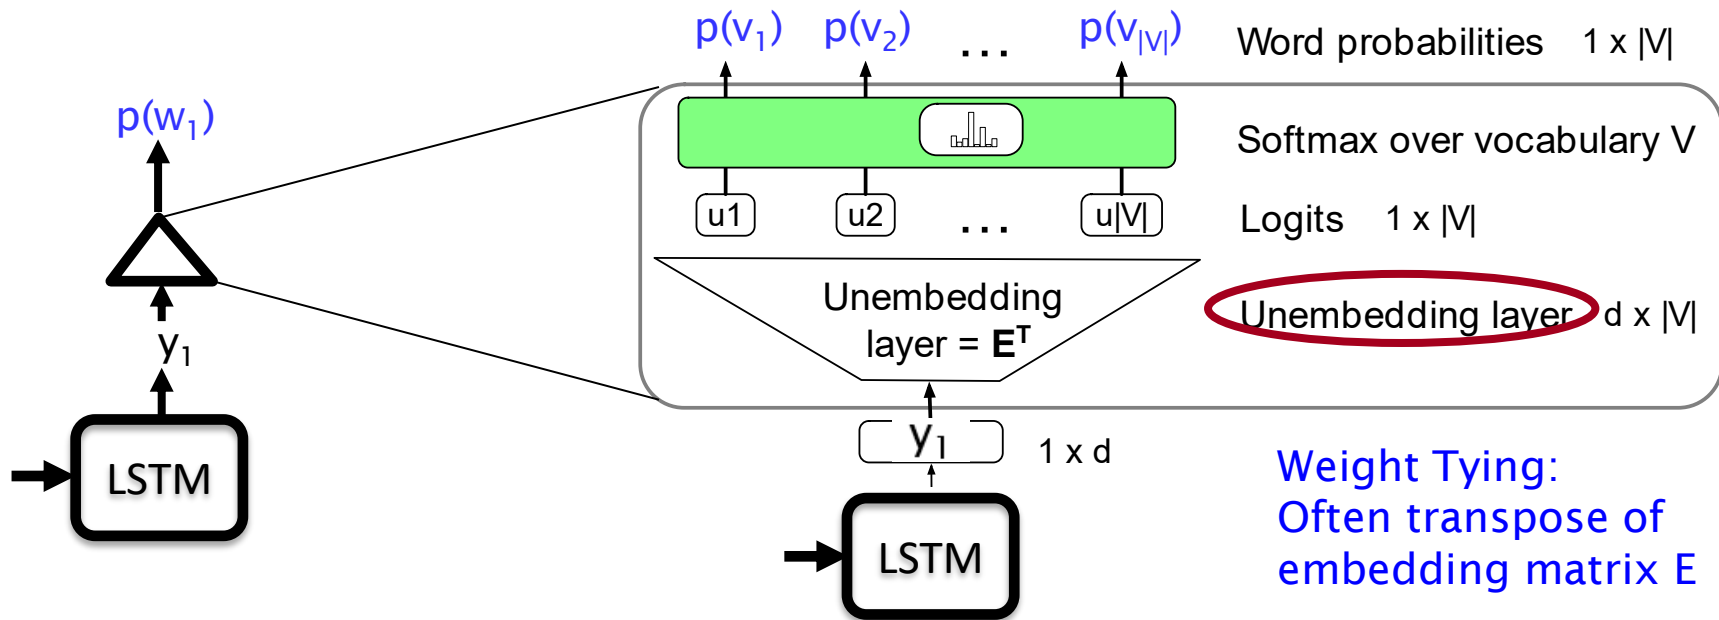 p(w₁)
y₁
LSTM
p(v₁) p(v₂) ... p(v|V|) Word probabilities 1 x |V|
Softmax over vocabulary V
u1 u2 ... u|V| Logits 1 x |V|
Unembedding
layer = Eᵀ
Unembedding layer d x |V|
y₁ 1 x d
LSTM
Weight Tying:
Often transpose of
embedding matrix E